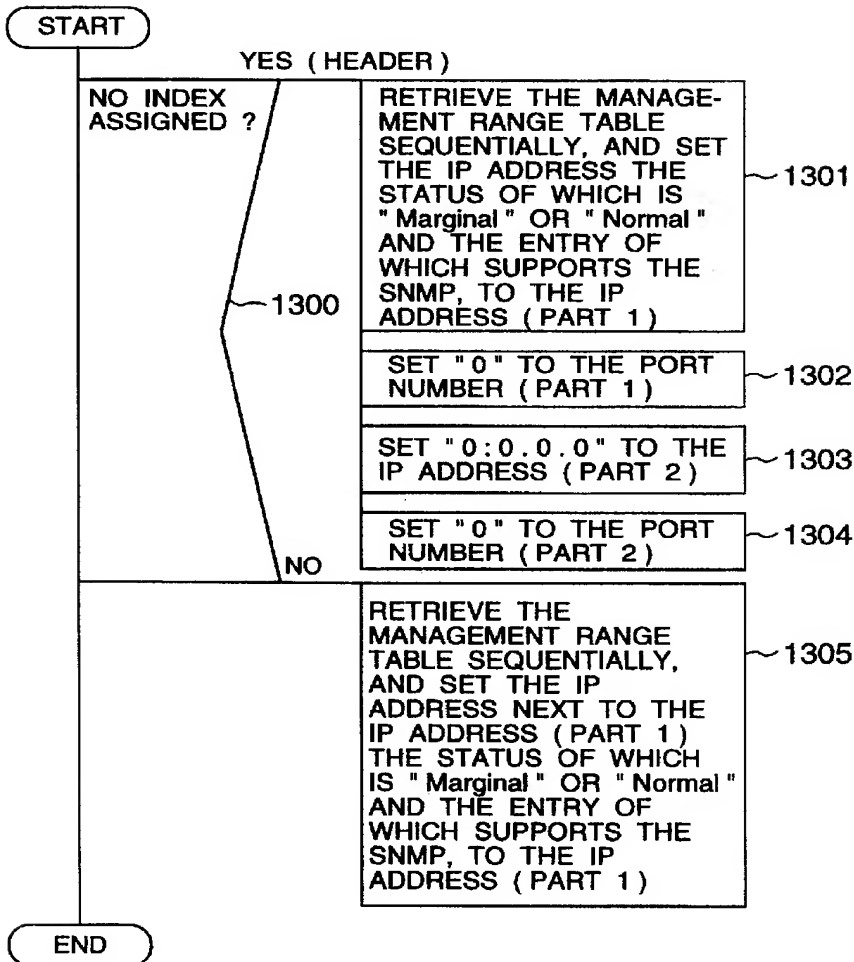 START
YES (HEADER)
NO INDEX
ASSIGNED ?
1300
RETRIEVE THE MANAGE-
MENT RANGE TABLE
SEQUENTIALLY, AND SET
THE IP ADDRESS THE
STATUS OF WHICH IS
"Marginal" OR "Normal"
AND THE ENTRY OF
WHICH SUPPORTS THE
SNMP, TO THE IP
ADDRESS (PART 1)
1301
SET "0" TO THE PORT
NUMBER (PART 1)
1302
SET "0:0.0.0" TO THE
IP ADDRESS (PART 2)
1303
SET "0" TO THE PORT
NUMBER (PART 2)
1304
NO
RETRIEVE THE
MANAGEMENT RANGE
TABLE SEQUENTIALLY,
AND SET THE IP
ADDRESS NEXT TO THE
IP ADDRESS (PART 1)
THE STATUS OF WHICH
IS "Marginal" OR "Normal"
AND THE ENTRY OF
WHICH SUPPORTS THE
SNMP, TO THE IP
ADDRESS (PART 1)
1305
END